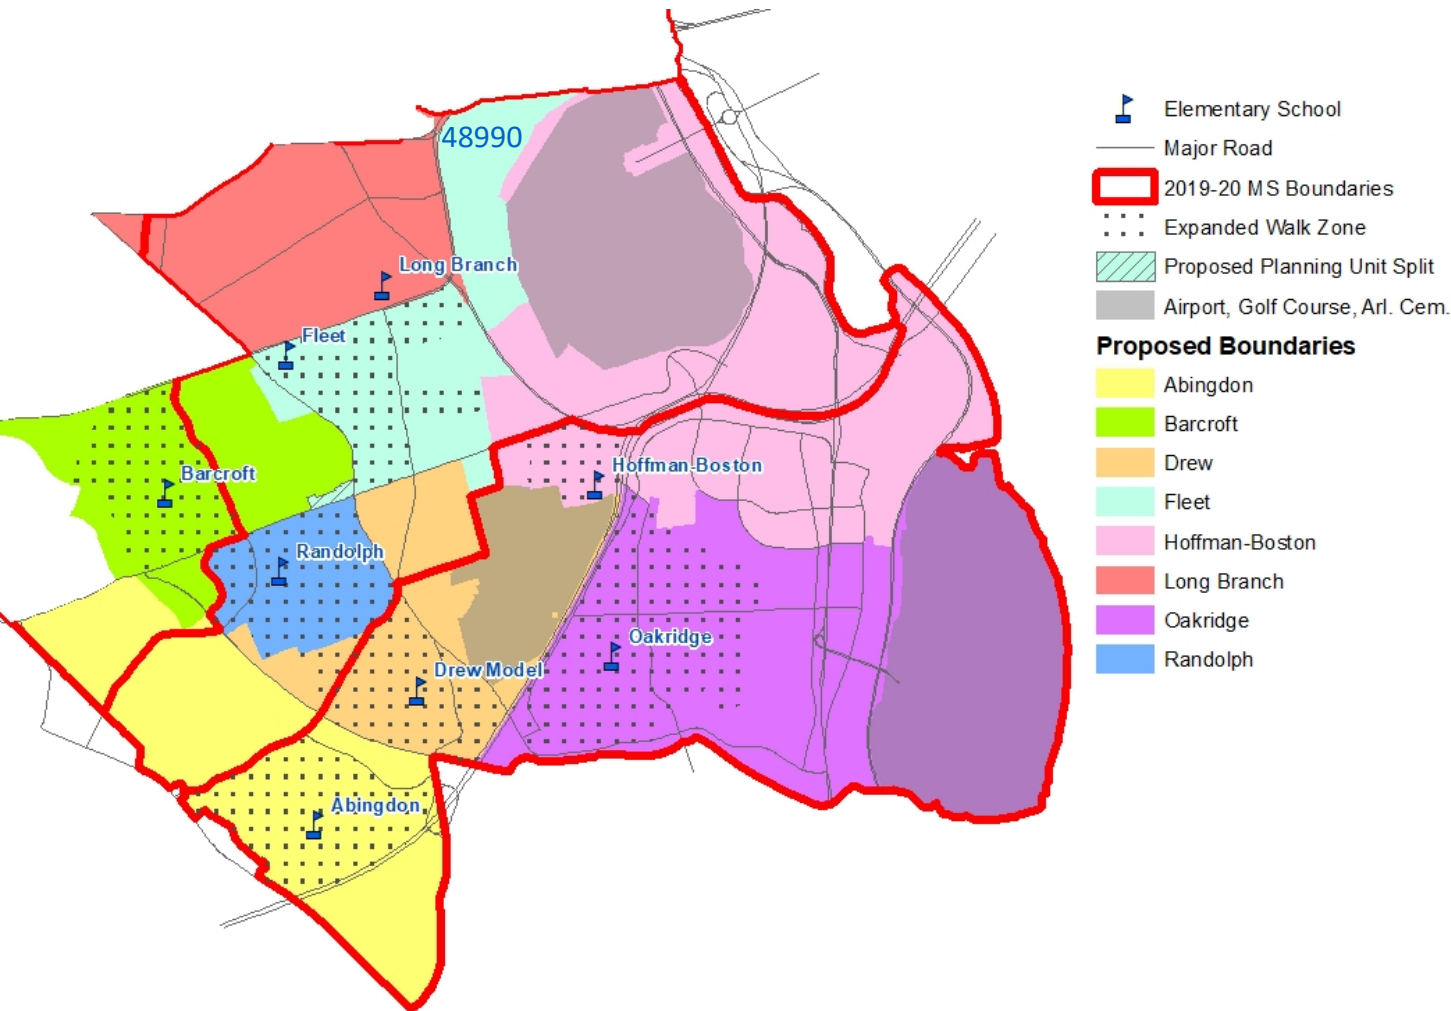 48990
Long Branch
Fleet
Barcroft
Hoffman-Boston
Randolph
Oakridge
Drew Model
Abingdon
Elementary School
Major Road
2019-20 MS Boundaries
Expanded Walk Zone
Proposed Planning Unit Split
Airport, Golf Course, Arl. Cem.
Proposed Boundaries
Abingdon
Barcroft
Drew
Fleet
Hoffman-Boston
Long Branch
Oakridge
Randolph